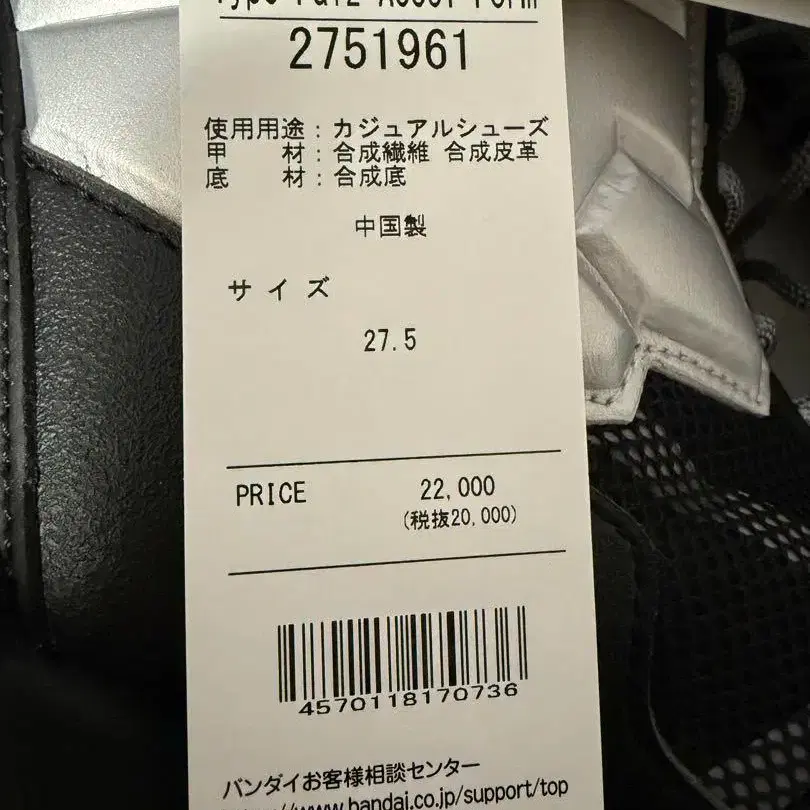 2751961
使用用途：カジュアルシューズ
甲　　材：合成繊維 合成皮革
底　　材：合成底
中国製
サイズ
27.5
PRICE 22,000
(税抜20,000)
4570118170736
バンダイお客様相談センター
www.bandai.co.jp/support/top